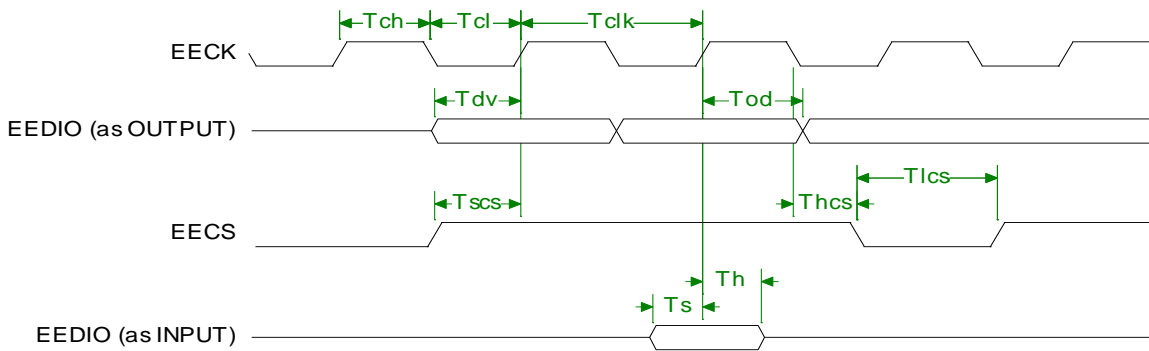 Tch Tcl Tclk
EECK
Tdv Tod
EEDIO (as OUTPUT)
Tlcs
Tscs Thcs
EECS
Th
Ts
EEDIO (as INPUT)